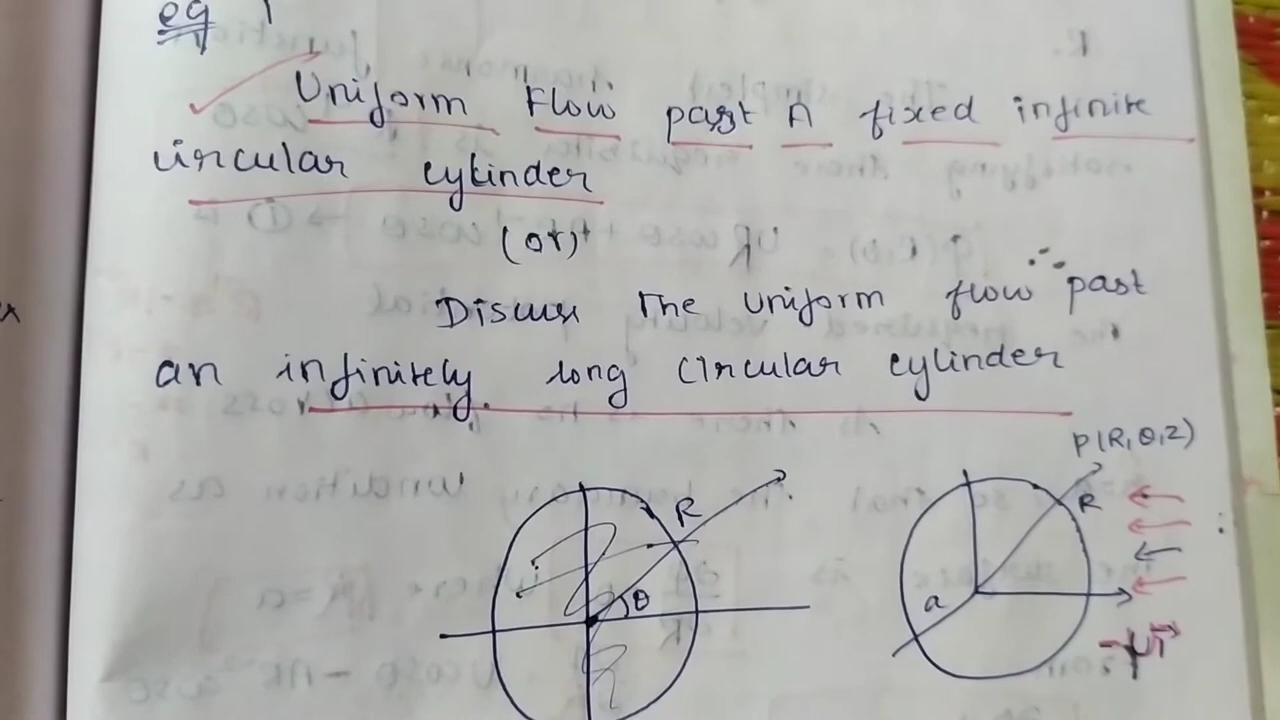 eg
Uniform Flow past A fixed infinite
circular cylinder
(or)
Discuss The uniform flow past
an infinitely long circular cylinder
P(R,θ,z)
R
R
θ
a